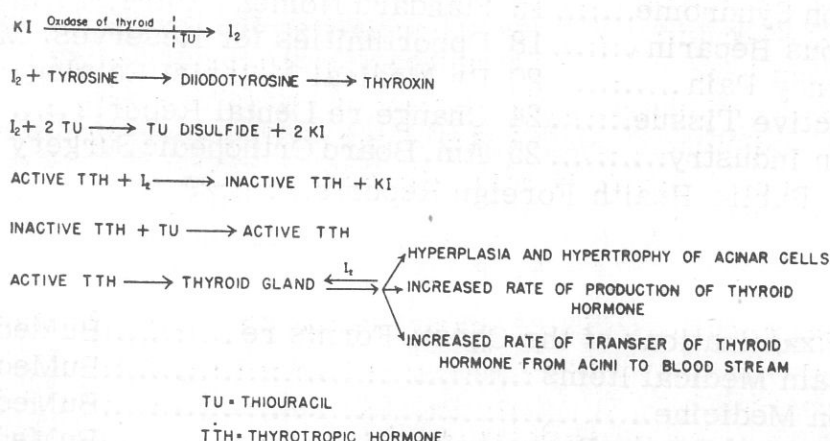 KI Oxidase of thyroid TU I₂
I₂ + TYROSINE → DIIODOTYROSINE → THYROXIN
I₂ + 2 TU → TU DISULFIDE + 2 KI
ACTIVE TTH + I₂ → INACTIVE TTH + KI
INACTIVE TTH + TU → ACTIVE TTH
ACTIVE TTH → THYROID GLAND I₂
HYPERPLASIA AND HYPERTROPHY OF ACINAR CELLS
INCREASED RATE OF PRODUCTION OF THYROID
HORMONE
INCREASED RATE OF TRANSFER OF THYROID
HORMONE FROM ACINI TO BLOOD STREAM
TU = THIOURACIL
TTH = THYROTROPIC HORMONE